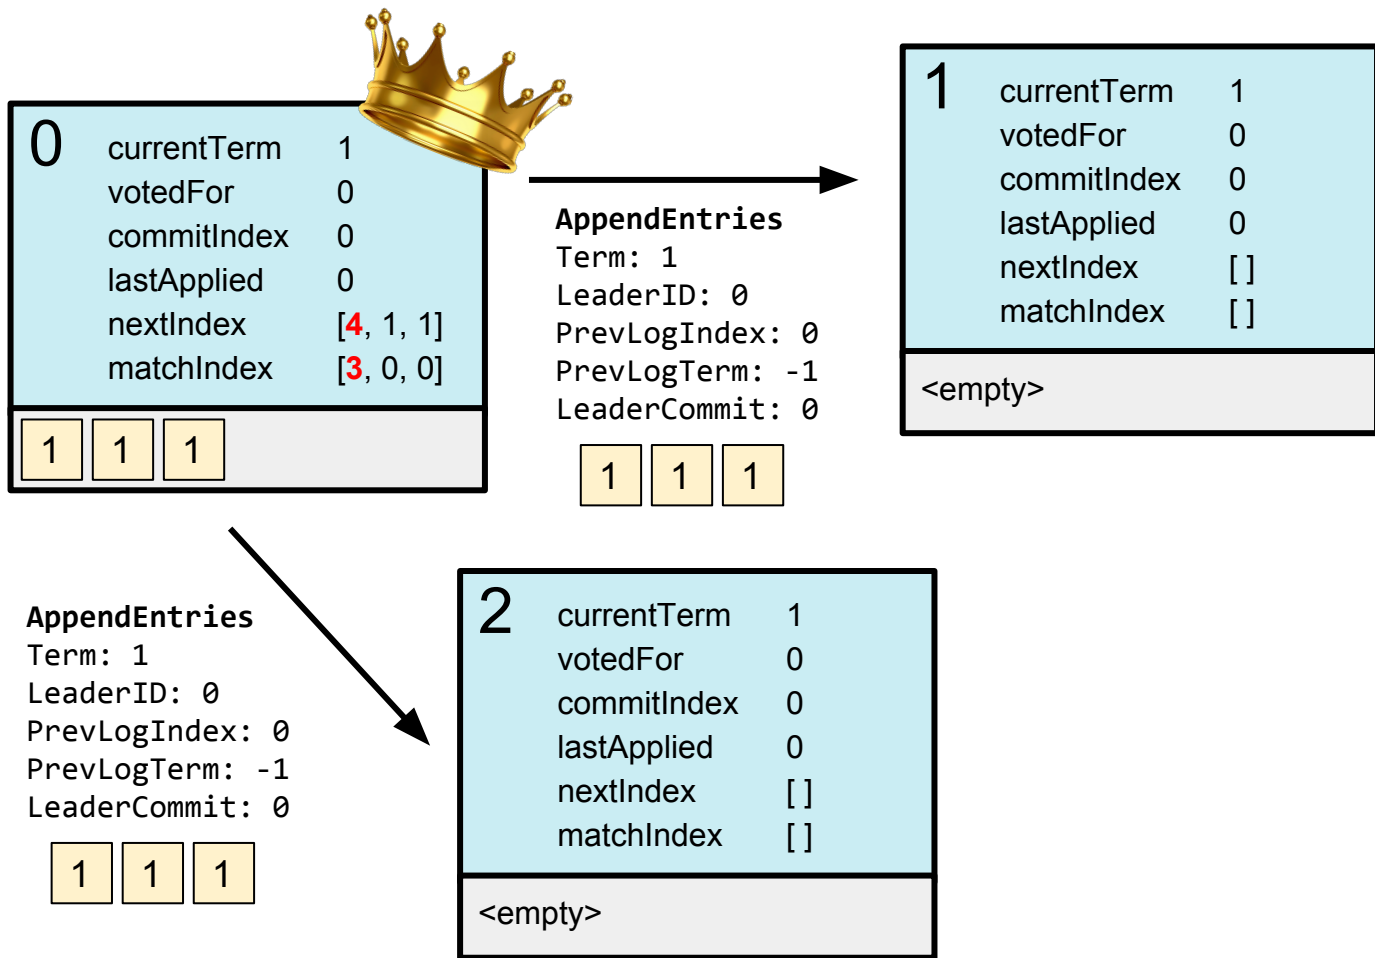 0
currentTerm 1
votedFor 0
commitIndex 0
lastApplied 0
nextIndex [4, 1, 1]
matchIndex [3, 0, 0]
1 1 1
AppendEntries
Term: 1
LeaderID: 0
PrevLogIndex: 0
PrevLogTerm: -1
LeaderCommit: 0
1 1 1
1
currentTerm 1
votedFor 0
commitIndex 0
lastApplied 0
nextIndex [ ]
matchIndex [ ]
<empty>
AppendEntries
Term: 1
LeaderID: 0
PrevLogIndex: 0
PrevLogTerm: -1
LeaderCommit: 0
1 1 1
2
currentTerm 1
votedFor 0
commitIndex 0
lastApplied 0
nextIndex [ ]
matchIndex [ ]
<empty>